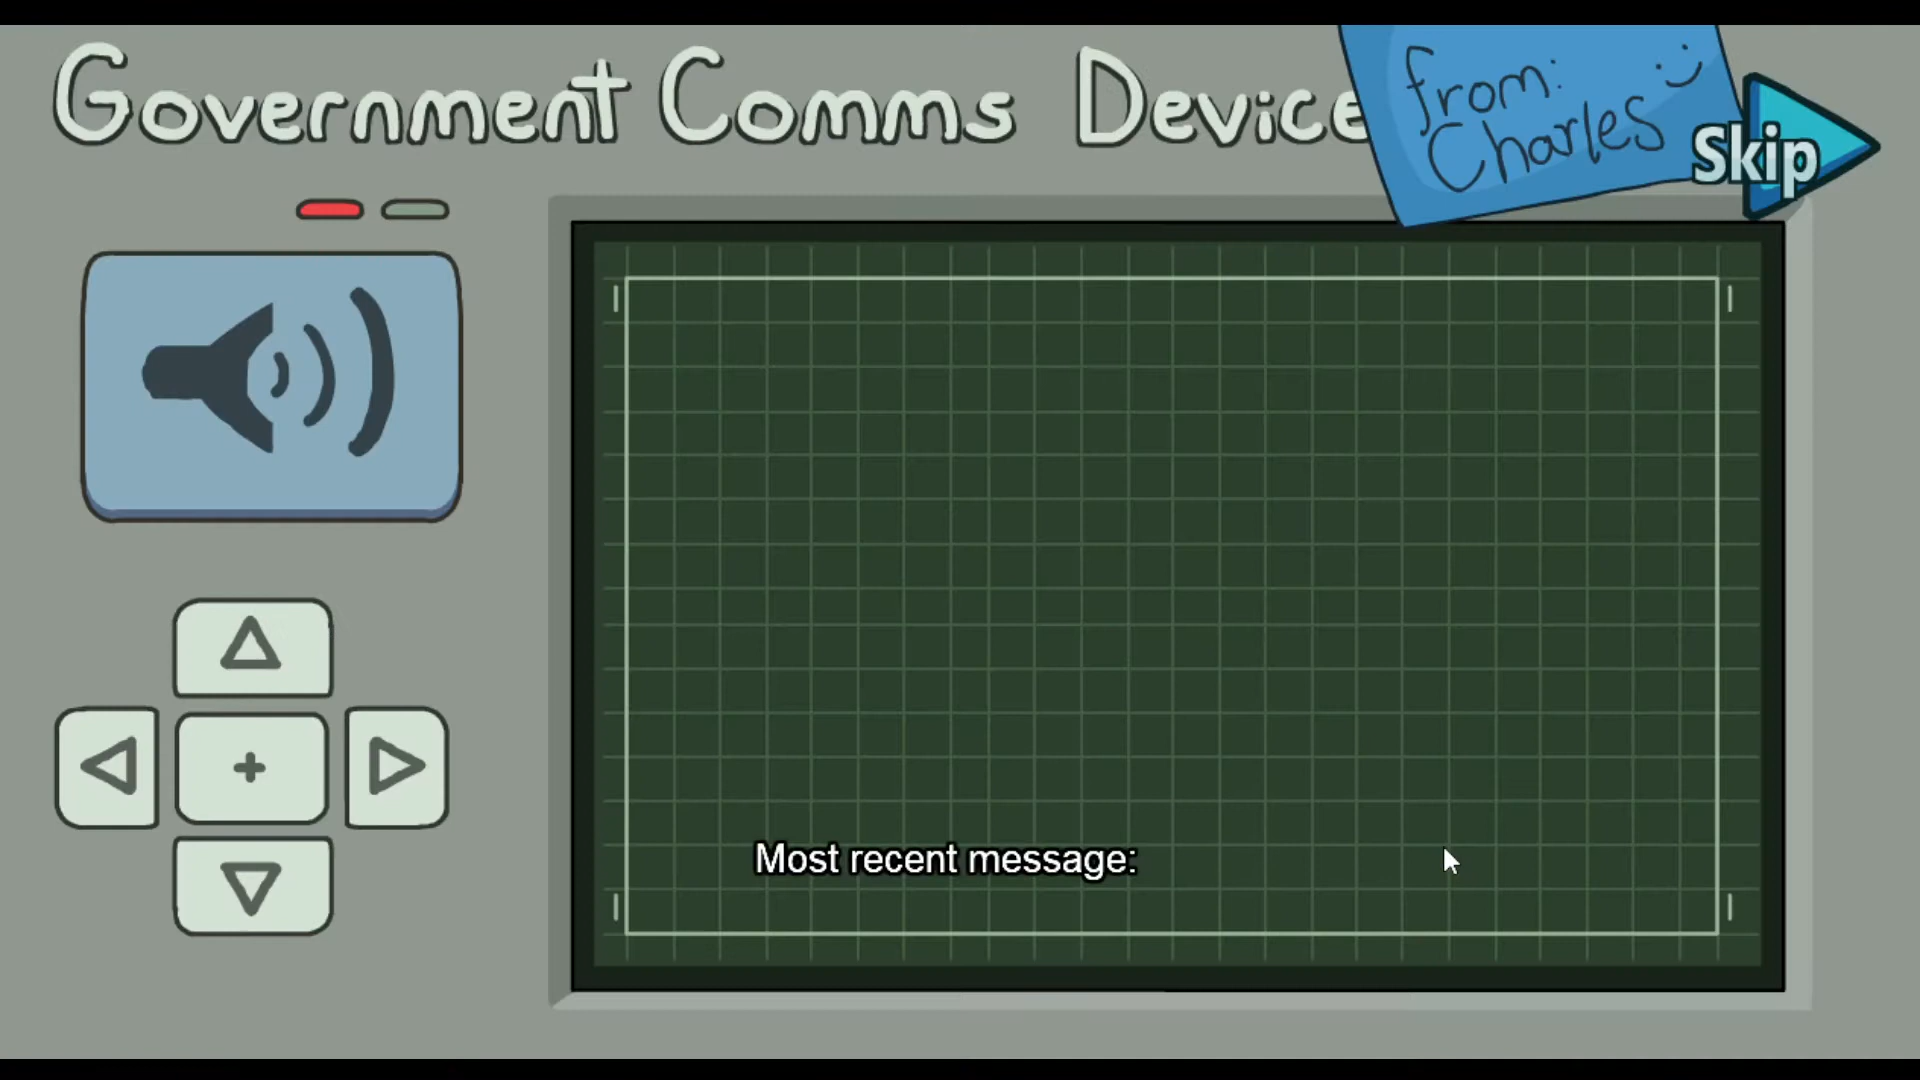 Government Comms Device
from:
Charles
Skip
Most recent message: